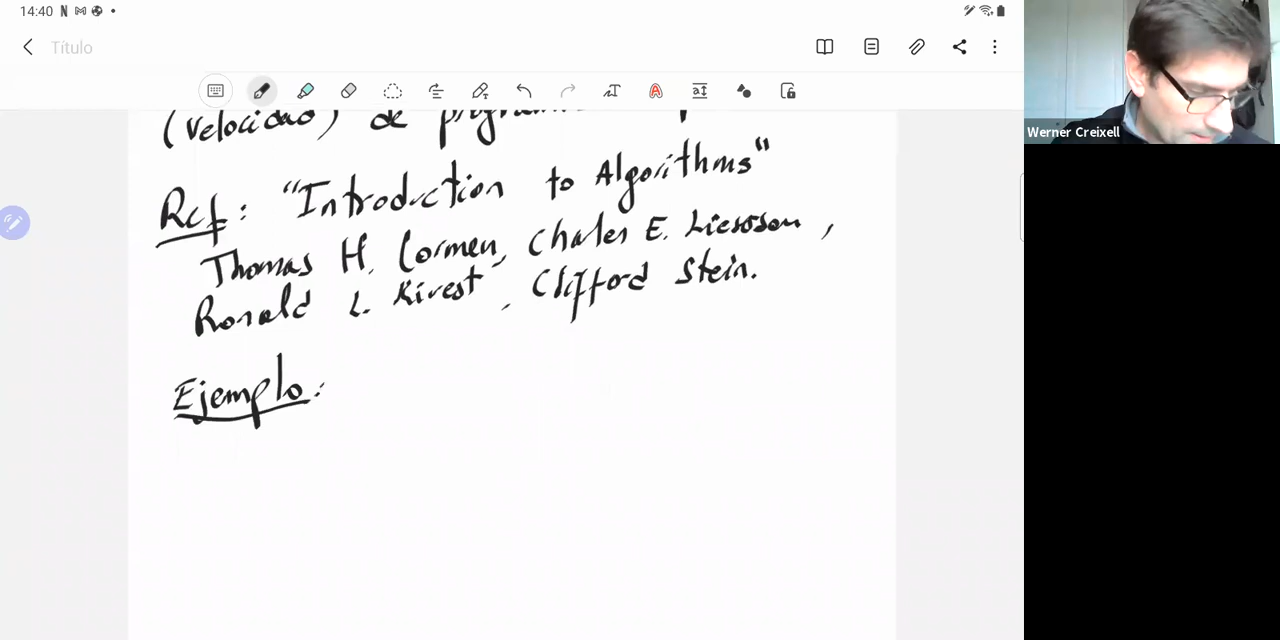 14:40
Título
Werner Creixell
(velocidad) de
Ref: "Introduction to Algorithms"
Thomas H. Cormen, Charles E. ,
Ronald L. Rivest, Clifford Stein.
Ejemplo: